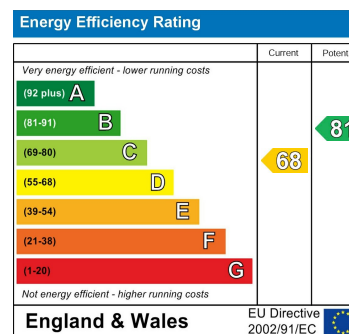 Energy Efficiency Rating
Current Potent
Very energy efficient - lower running costs
(92 plus) A
(81-91) B
(69-80) C
(55-68) D
(39-54) E
(21-38) F
(1-20) G
68
81
Not energy efficient - higher running costs
England & Wales
EU Directive
2002/91/EC